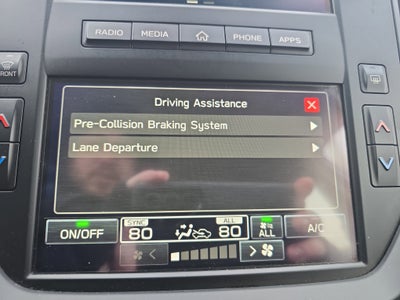 RADIO MEDIA PHONE APPS
FRONT
Driving Assistance
Pre-Collision Braking System
Lane Departure
SYNC ALL
ON/OFF 80 80 ALL A/C